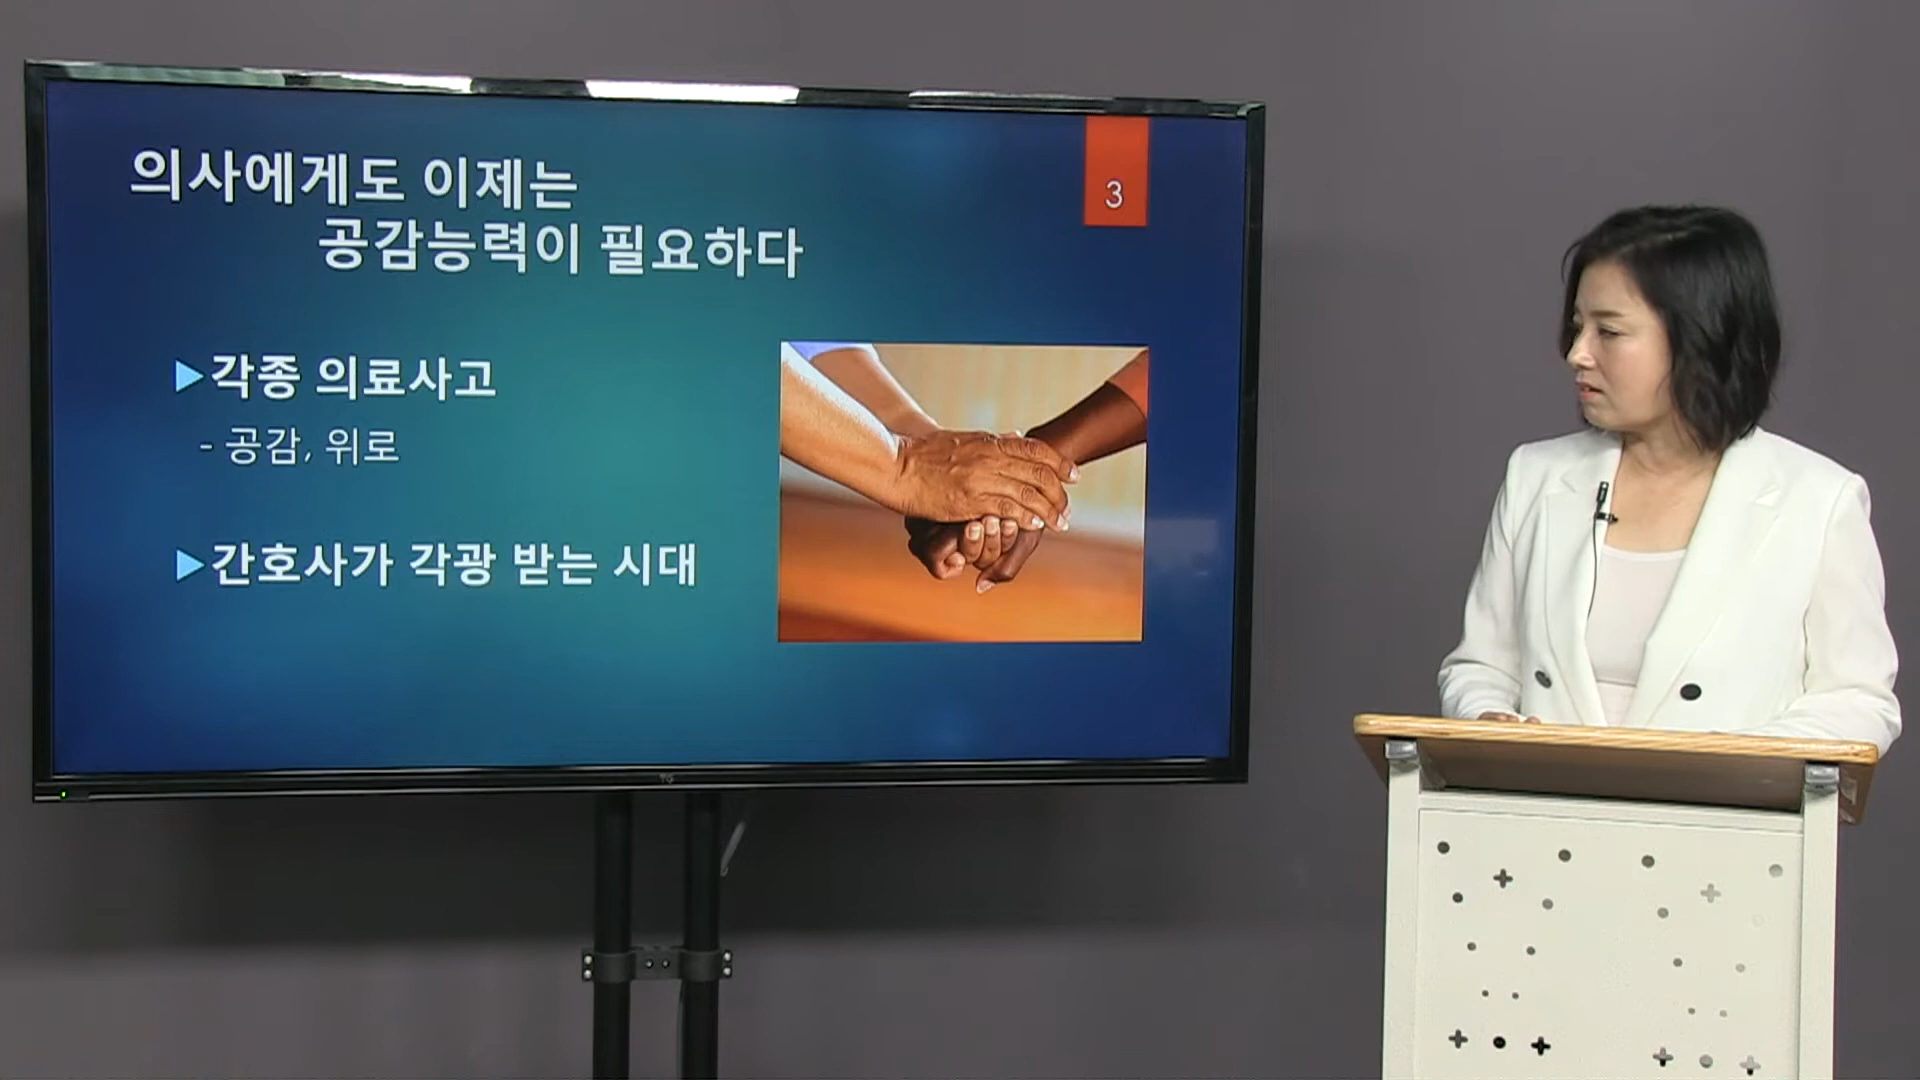 의사에게도 이제는
공감능력이 필요하다
3
▶각종 의료사고
- 공감, 위로
▶간호사가 각광 받는 시대
TG